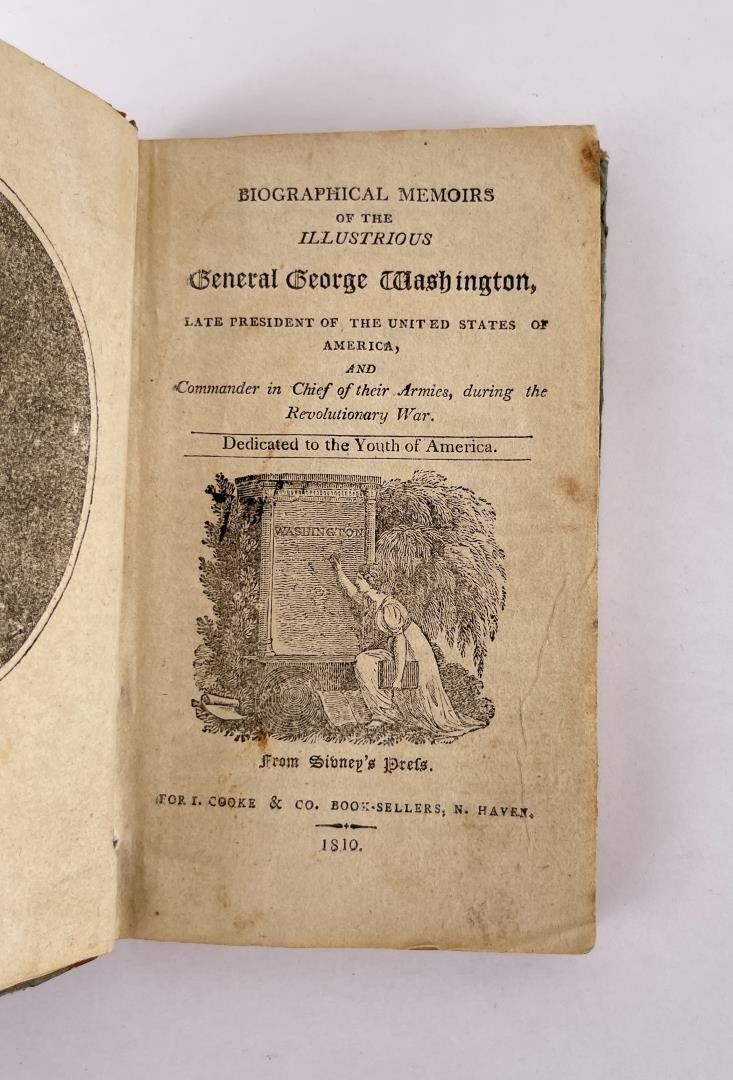 BIOGRAPHICAL MEMOIRS
OF THE
ILLUSTRIOUS
General George Washington,
LATE PRESIDENT OF THE UNITED STATES OF
AMERICA,
AND
Commander in Chief of their Armies, during the
Revolutionary War.
Dedicated to the Youth of America.
WASHINGTON
From Sidney's Preſs.
FOR I. COOKE & CO. BOOK-SELLERS, N. HAVEN.
1810.